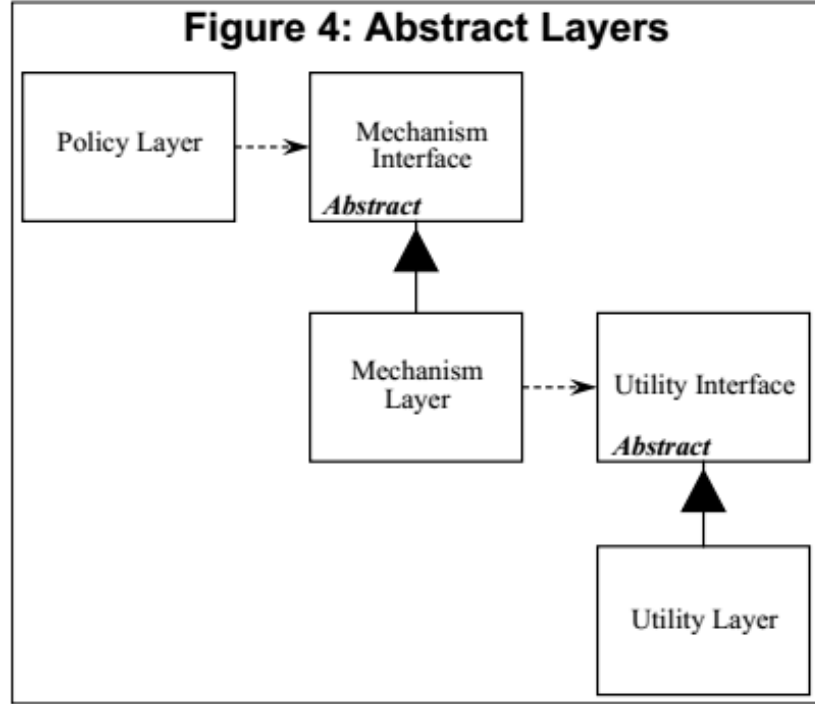 Figure 4: Abstract Layers
Policy Layer
Mechanism
Interface
Abstract
Mechanism
Layer
Utility Interface
Abstract
Utility Layer